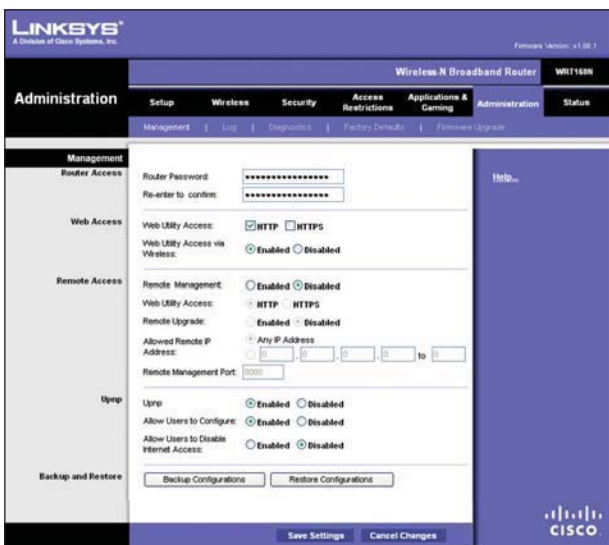 LINKSYS®
A Division of Cisco Systems, Inc.
Firmware Version: v1.00.1
Wireless-N Broadband Router WRT160N
Administration
Setup Wireless Security Access Restrictions Applications & Gaming Administration Status
Management | Log | Diagnostics | Factory Defaults | Firmware Upgrade
Management
Router Access
Router Password:
Re-enter to confirm:
Help...
Web Access
Web Utility Access: HTTP HTTPS
Web Utility Access via Wireless: Enabled Disabled
Remote Access
Remote Management: Enabled Disabled
Web Utility Access: HTTP HTTPS
Remote Upgrade: Enabled Disabled
Allowed Remote IP Address: Any IP Address
0 . 0 . 0 . 0 to 0
Remote Management Port: 8080
Upnp
Upnp Enabled Disabled
Allow Users to Configure: Enabled Disabled
Allow Users to Disable Internet Access: Enabled Disabled
Backup and Restore
Backup Configurations Restore Configurations
Save Settings Cancel Changes
CISCO